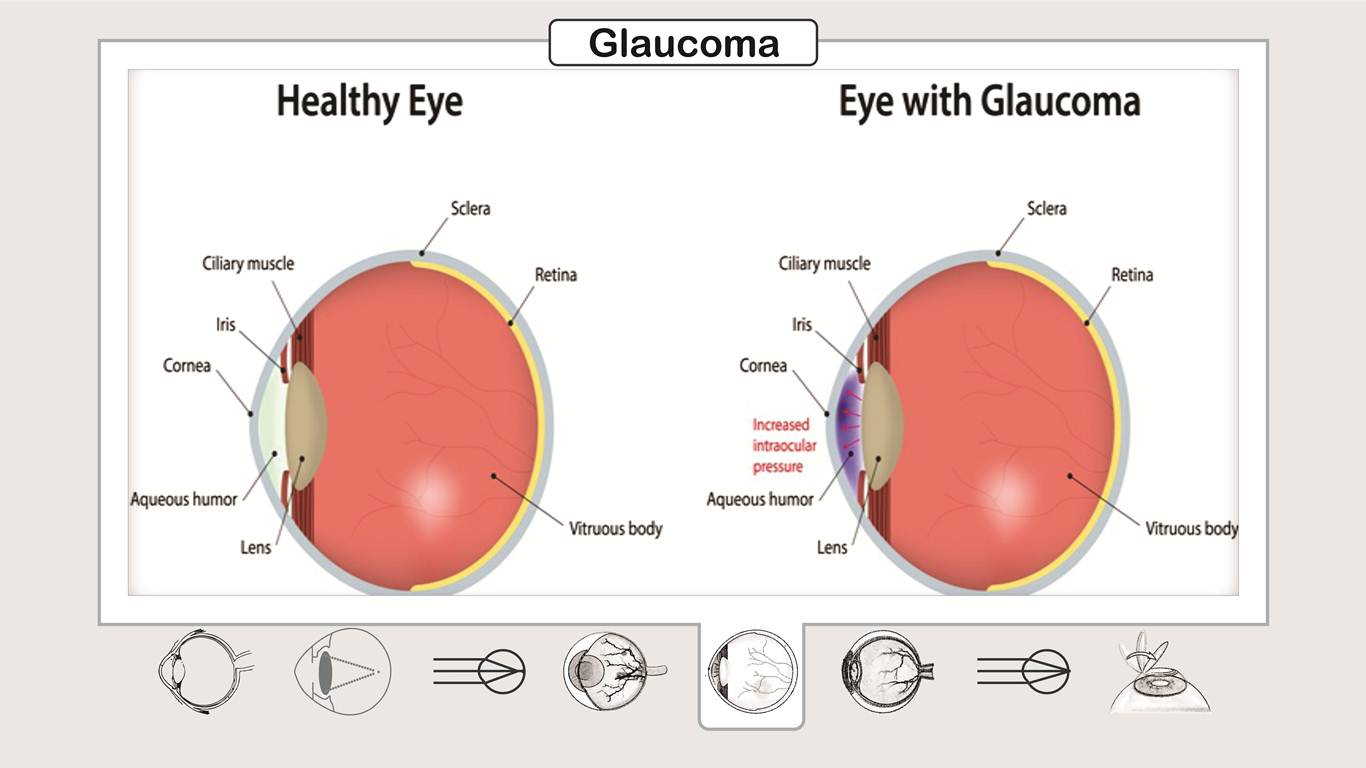 Glaucoma
Healthy Eye
Sclera
Ciliary muscle
Retina
Iris
Cornea
Aqueous humor
Vitruous body
Lens
Eye with Glaucoma
Sclera
Ciliary muscle
Retina
Iris
Cornea
Increased
intraocular
pressure
Aqueous humor
Vitruous body
Lens